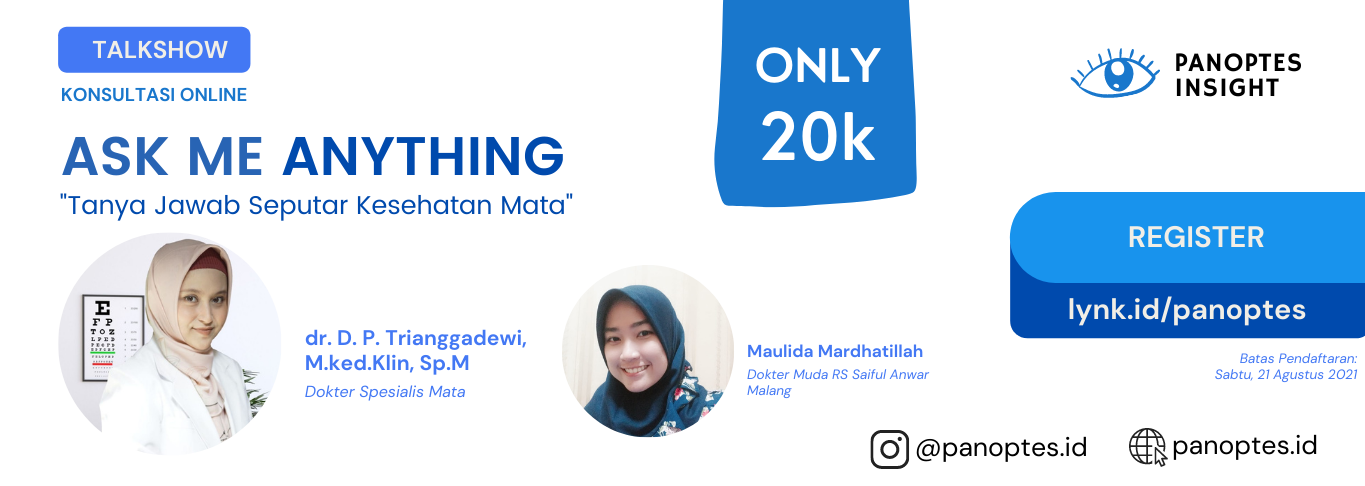 TALKSHOW
KONSULTASI ONLINE
ASK ME ANYTHING
"Tanya Jawab Seputar Kesehatan Mata"
ONLY
20k
PANOPTES
INSIGHT
REGISTER
lynk.id/panoptes
Batas Pendaftaran:
Sabtu, 21 Agustus 2021
E
F P
T O Z
L P E D
dr. D. P. Trianggadewi,
M.ked.Klin, Sp.M
Dokter Spesialis Mata
Maulida Mardhatillah
Dokter Muda RS Saiful Anwar
Malang
@panoptes.id
panoptes.id